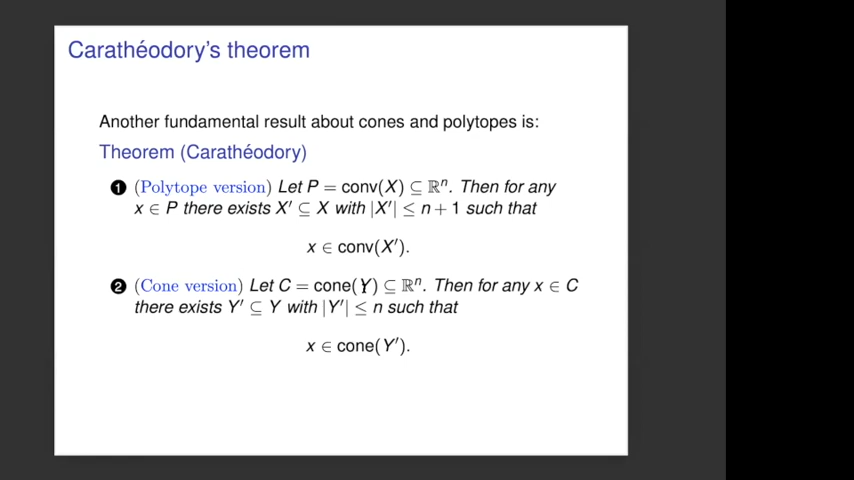 Carathéodory's theorem
Another fundamental result about cones and polytopes is:
Theorem (Carathéodory)
❶ (Polytope version) Let P = conv(X) ⊆ ℝⁿ. Then for any
x ∈ P there exists X′ ⊆ X with |X′| ≤ n + 1 such that
x ∈ conv(X′).
❷ (Cone version) Let C = cone(Y) ⊆ ℝⁿ. Then for any x ∈ C
there exists Y′ ⊆ Y with |Y′| ≤ n such that
x ∈ cone(Y′).